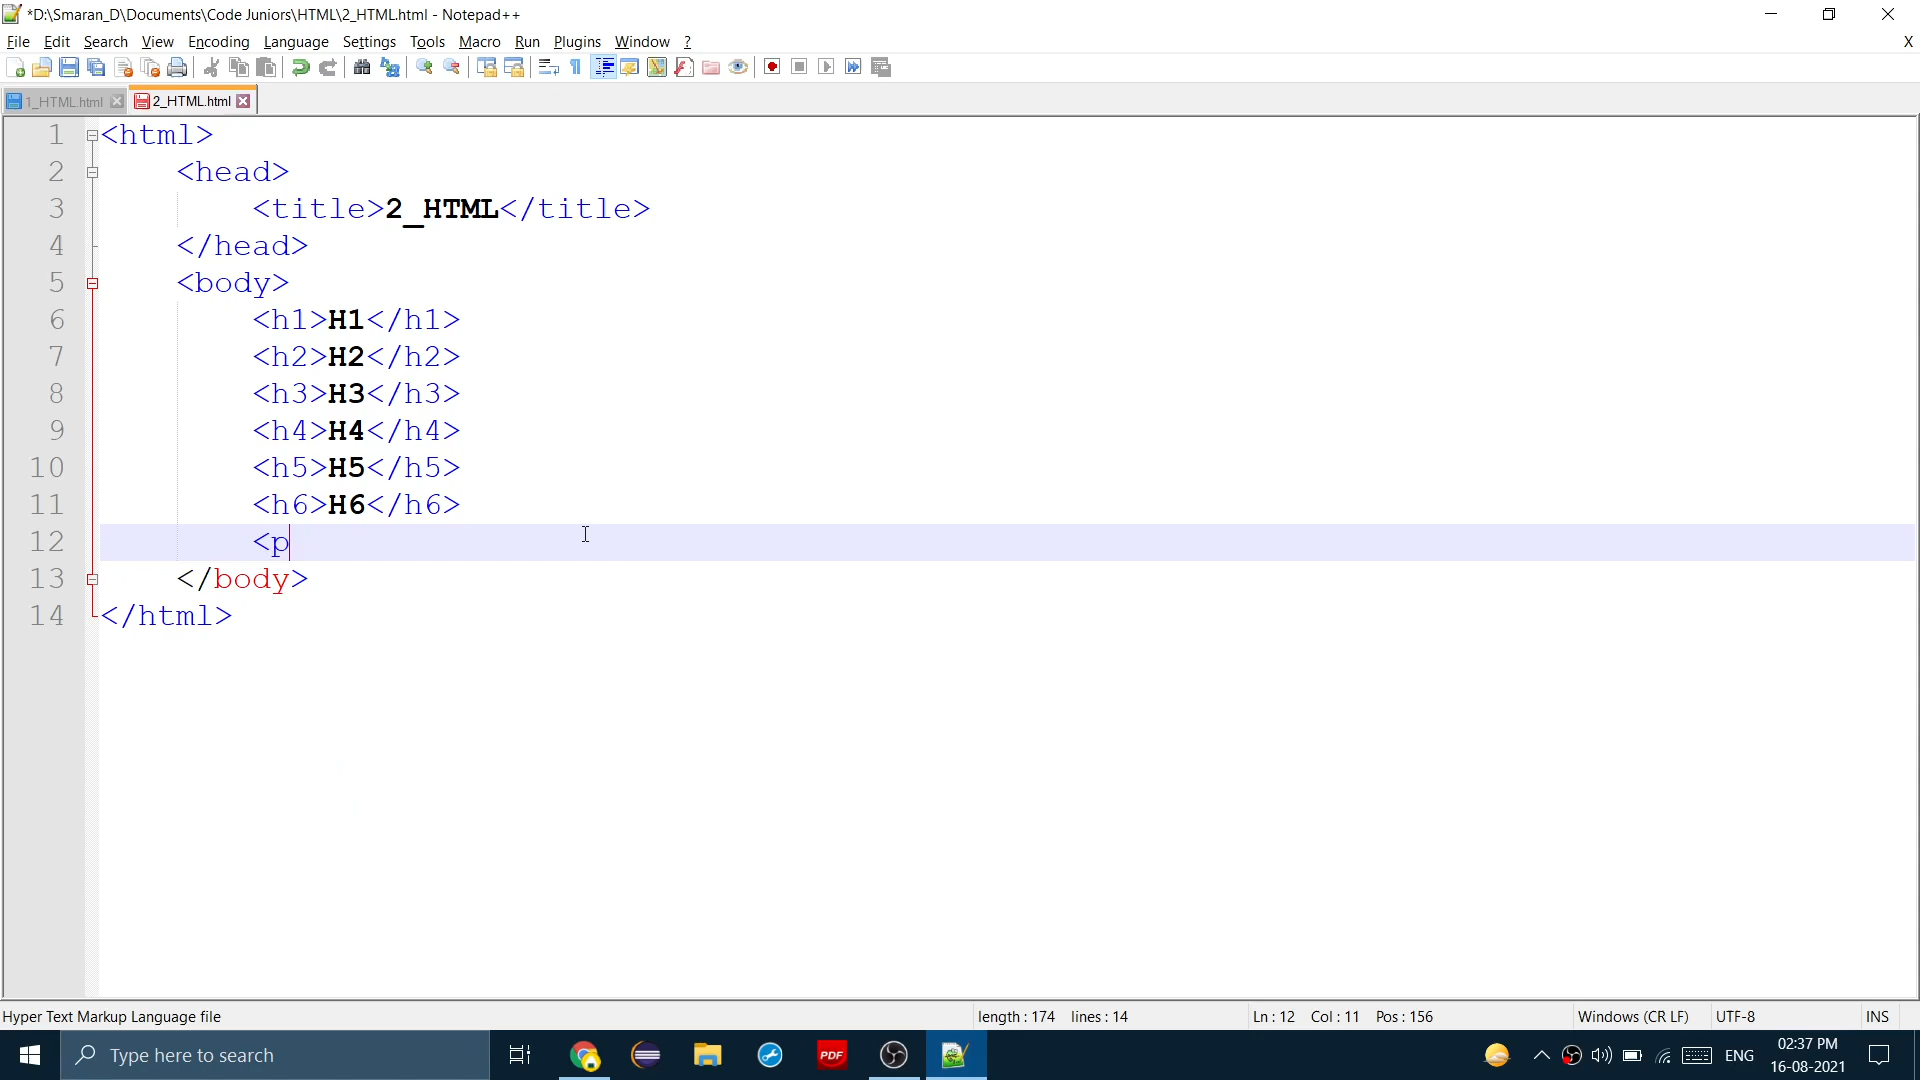 *D:\Smaran_D\Documents\Code Juniors\HTML\2_HTML.html - Notepad++
File Edit Search View Encoding Language Settings Tools Macro Run Plugins Window ? X
1_HTML.html 2_HTML.html
1 <html>
2 <head>
3 <title>2_HTML</title>
4 </head>
5 <body>
6 <h1>H1</h1>
7 <h2>H2</h2>
8 <h3>H3</h3>
9 <h4>H4</h4>
10 <h5>H5</h5>
11 <h6>H6</h6>
12 <p
13 </body>
14 </html>
Hyper Text Markup Language file length : 174 lines : 14 Ln : 12 Col : 11 Pos : 156 Windows (CR LF) UTF-8 INS
Type here to search PDF ENG 02:37 PM
16-08-2021